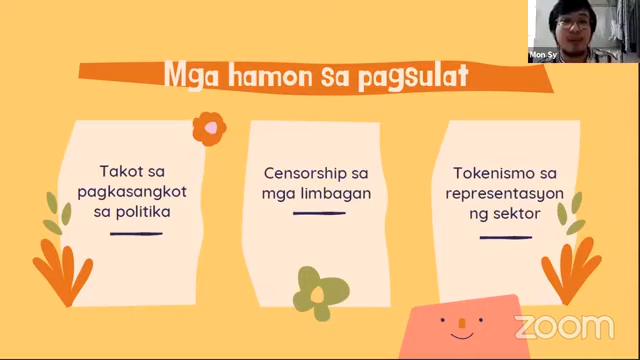 Mon Sy
Mga hamon sa pagsulat
Takot sa
pagkasangkot
sa politika
Censorship sa
mga limbagan
Tokenismo sa
representasyon
ng sektor
zoom